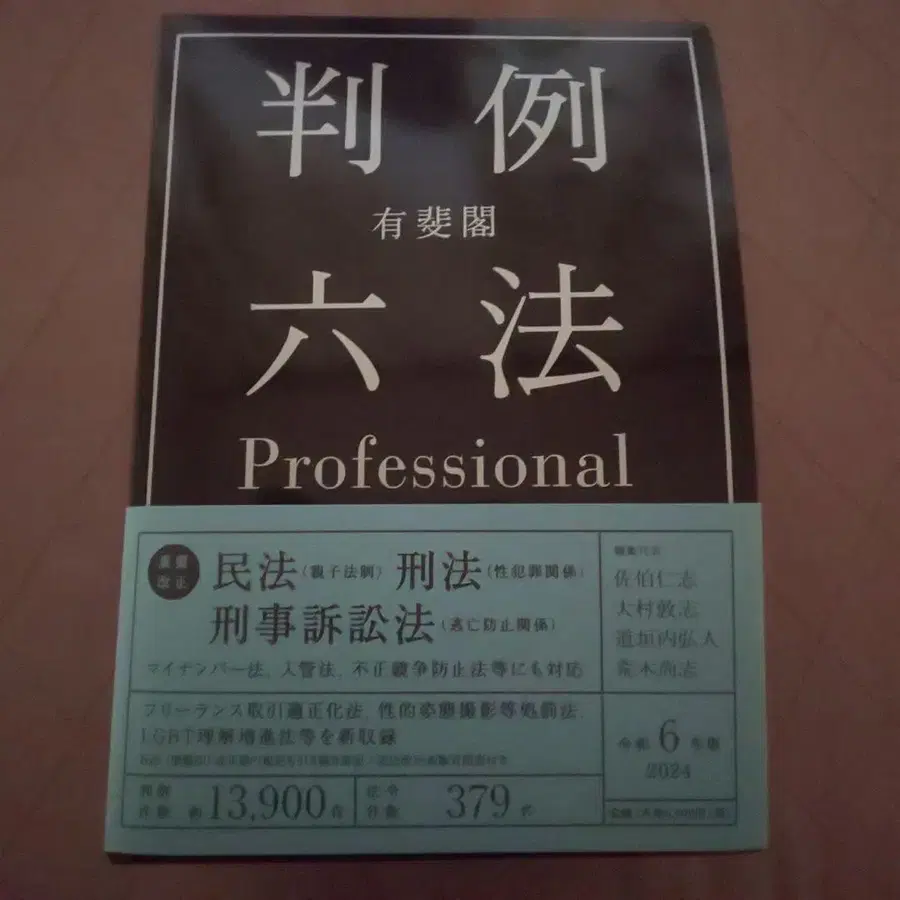 判例
有斐閣
六法
Professional
重要
改正
民法(親子法制) 刑法(性犯罪関係)
刑事訴訟法(逃亡防止関係)
マイナンバー法, 入管法, 不正競争防止法等にも対応
フリーランス取引適正化法, 性的姿態撮影等処罰法,
LGBT理解増進法等を新収録
判例
件数 約13,900件
法令
件数 379件
編集代表
佐伯仁志
大村敦志
道垣内弘人
荒木尚志
令和6年版
2024